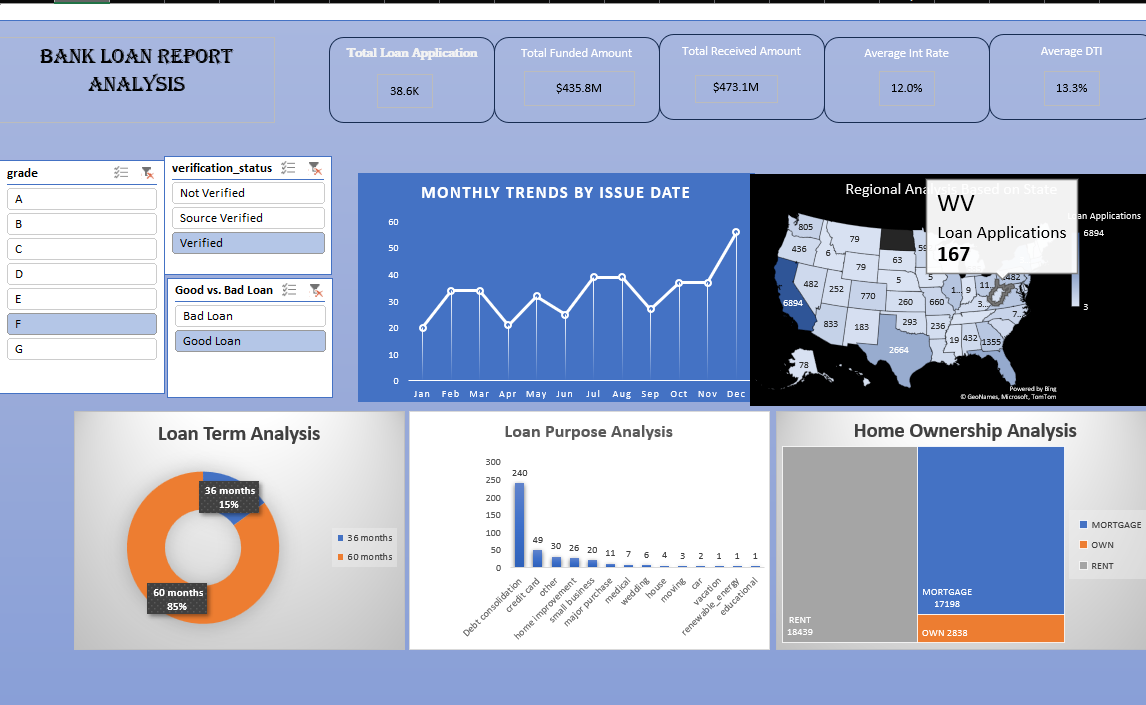 BANK LOAN REPORT
ANALYSIS
Total Loan Application
38.6K
Total Funded Amount
$435.8M
Total Received Amount
$473.1M
Average Int Rate
12.0%
Average DTI
13.3%
grade
A
B
C
D
E
F
G
verification_status
Not Verified
Source Verified
Verified
Good vs. Bad Loan
Bad Loan
Good Loan
MONTHLY TRENDS BY ISSUE DATE
60
50
40
30
20
10
0
Jan Feb Mar Apr May Jun Jul Aug Sep Oct Nov Dec
Regional Analysis Based on State
WV
Loan Applications
167
Loan Applications
6894
3
805
79
436
6
63
59
79
5
5
482
482
252
770
260
660
1...
9
11...
3...
6894
833
183
293
236
7...
2664
19
432
1355
78
Powered by Bing
© GeoNames, Microsoft, TomTom
Loan Term Analysis
36 months
15%
60 months
85%
36 months
60 months
Loan Purpose Analysis
300
250
200
150
100
50
0
240
49
30
26
20
11
7
6
4
3
2
1
1
1
Debt consolidation
credit card
other
home improvement
small business
major purchase
medical
wedding
house
moving
car
vacation
renewable_energy
educational
Home Ownership Analysis
RENT
18439
MORTGAGE
17198
OWN 2838
MORTGAGE
OWN
RENT